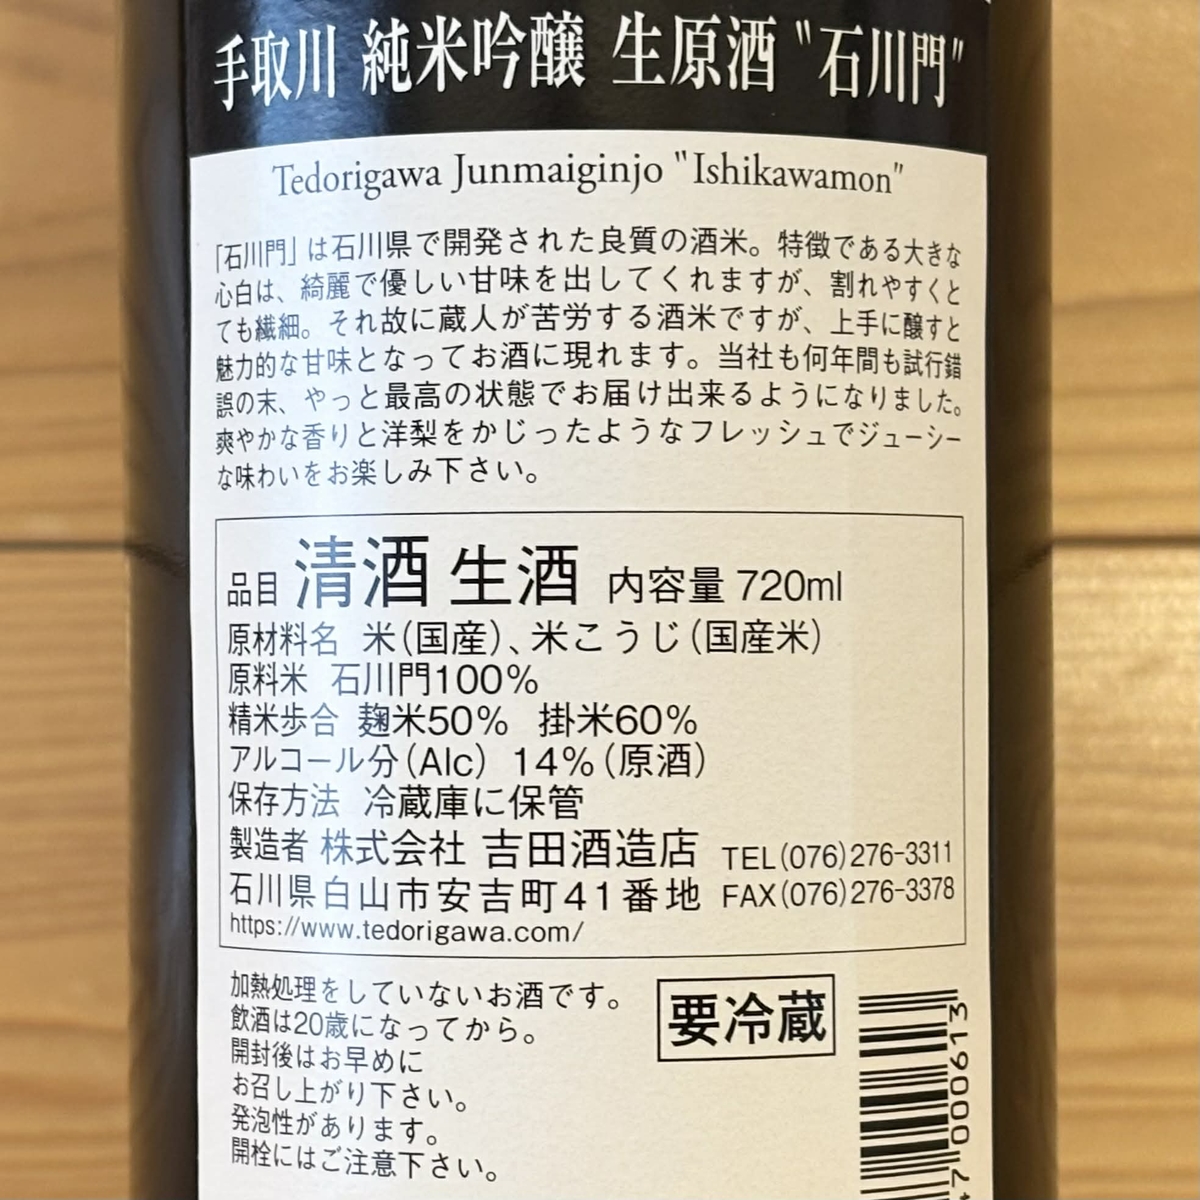 手取川 純米吟醸 生原酒 "石川門"
Tedorigawa Junmaiginjo "Ishikawamon"
「石川門」は石川県で開発された良質の酒米。特徴である大きな
心白は、綺麗で優しい甘味を出してくれますが、割れやすくと
ても繊細。それ故に蔵人が苦労する酒米ですが、上手に醸すと
魅力的な甘味となってお酒に現れます。当社も何年間も試行錯
誤の末、やっと最高の状態でお届け出来るようになりました。
爽やかな香りと洋梨をかじったようなフレッシュでジューシー
な味わいをお楽しみ下さい。
品目 清酒 生酒 内容量 720ml
原材料名 米(国産)、米こうじ(国産米)
原料米 石川門100%
精米歩合 麹米50% 掛米60%
アルコール分(Alc) 14%(原酒)
保存方法 冷蔵庫に保管
製造者 株式会社 吉田酒造店 TEL(076)276-3311
石川県白山市安吉町41番地 FAX(076)276-3378
https://www.tedorigawa.com/
加熱処理をしていないお酒です。
飲酒は20歳になってから。
開封後はお早めに
お召し上がり下さい。
発泡性があります。
開栓にはご注意下さい。
要冷蔵
7 000613